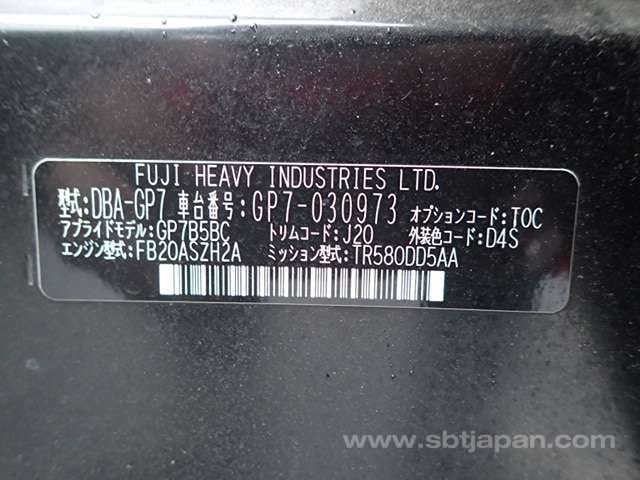 FUJI HEAVY INDUSTRIES LTD.
型式:DBA-GP7 車台番号:GP7-030973 オプションコード:TOC
アプライドモデル:GP7B5BC トリムコード:J20 外装色コード:D4S
エンジン型式:FB20ASZH2A ミッション型式:TR580DD5AA
www.sbtjapan.com